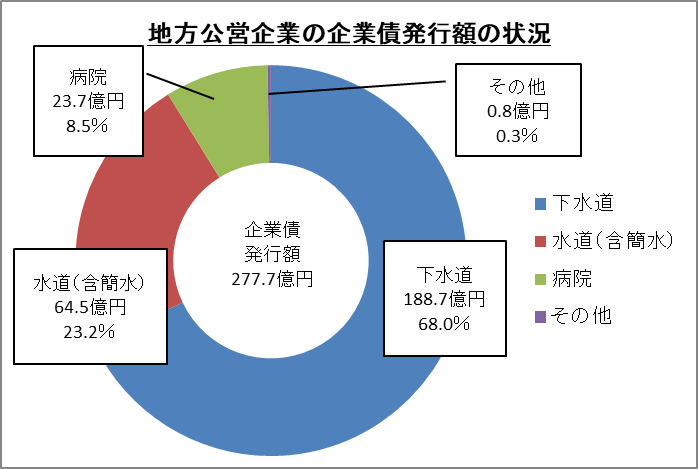 地方公営企業の企業債発行額の状況
病院
23.7億円
8.5%
その他
0.8億円
0.3%
企業債
発行額
277.7億円
水道(含簡水)
64.5億円
23.2%
下水道
188.7億円
68.0%
下水道
水道(含簡水)
病院
その他